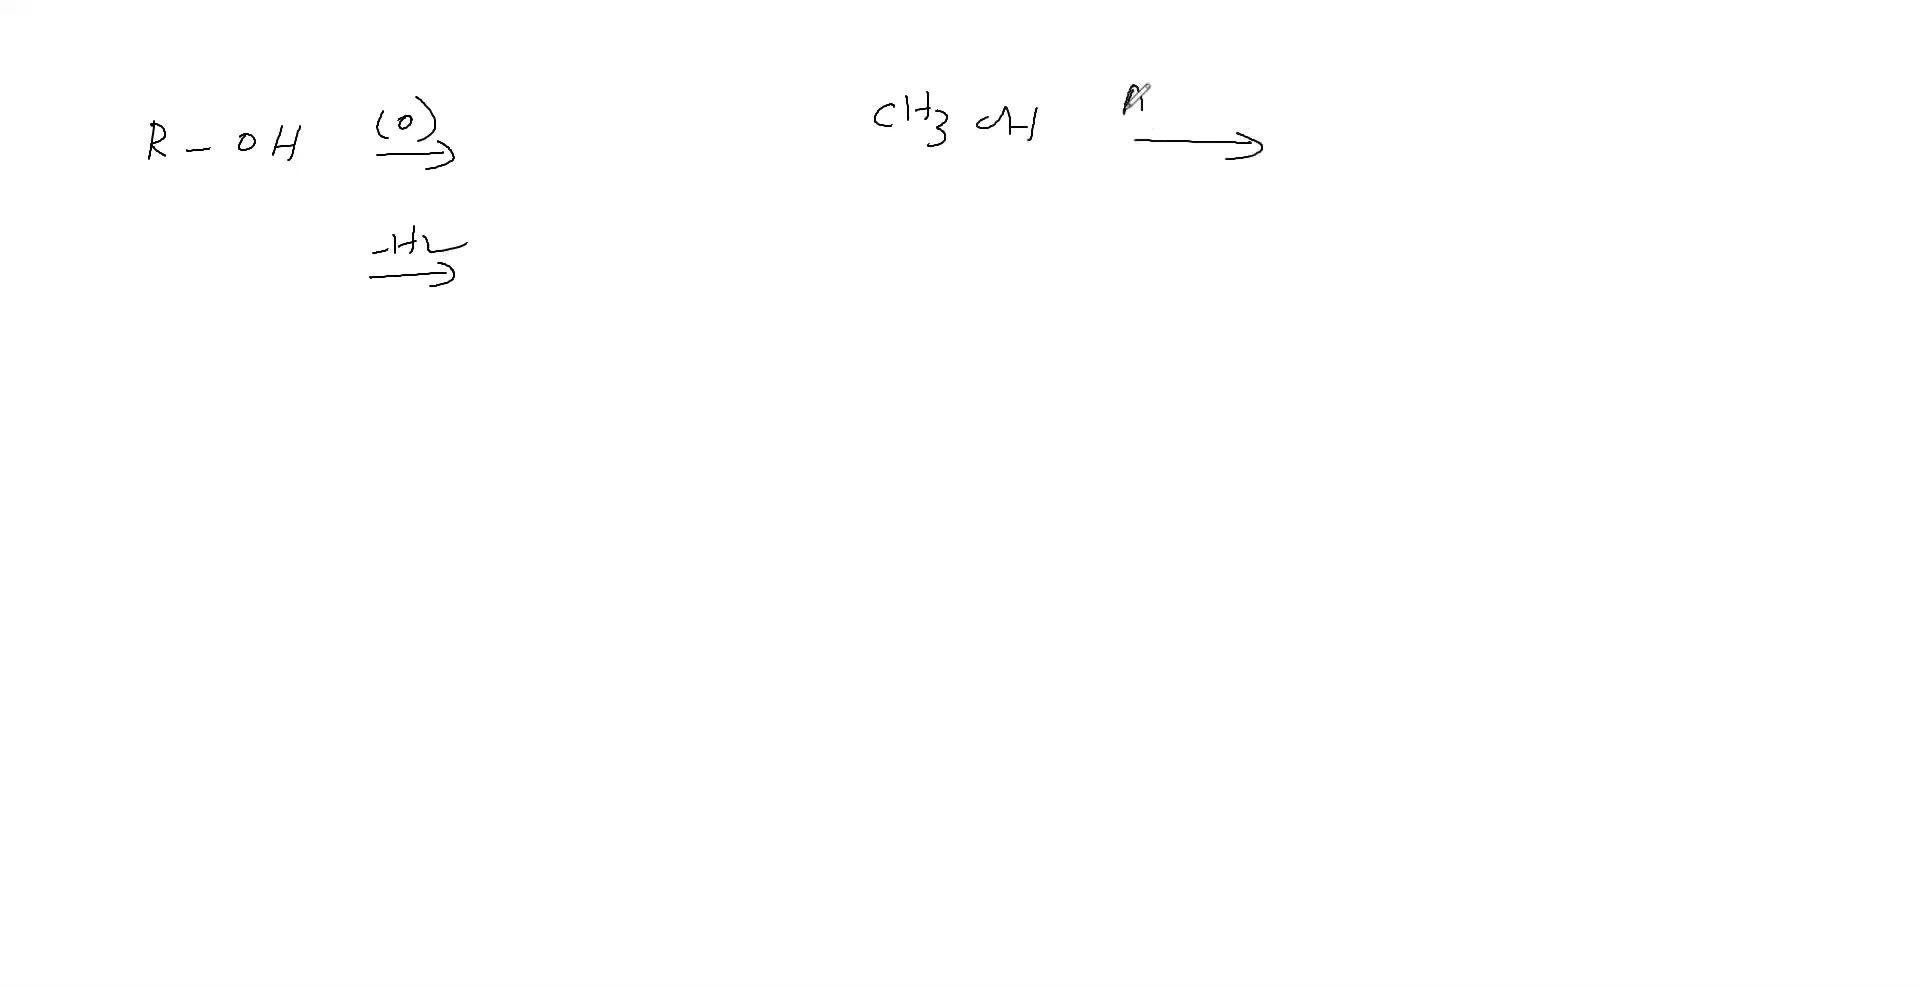 R - OH (O) →
-H2 →
CH3 OH →